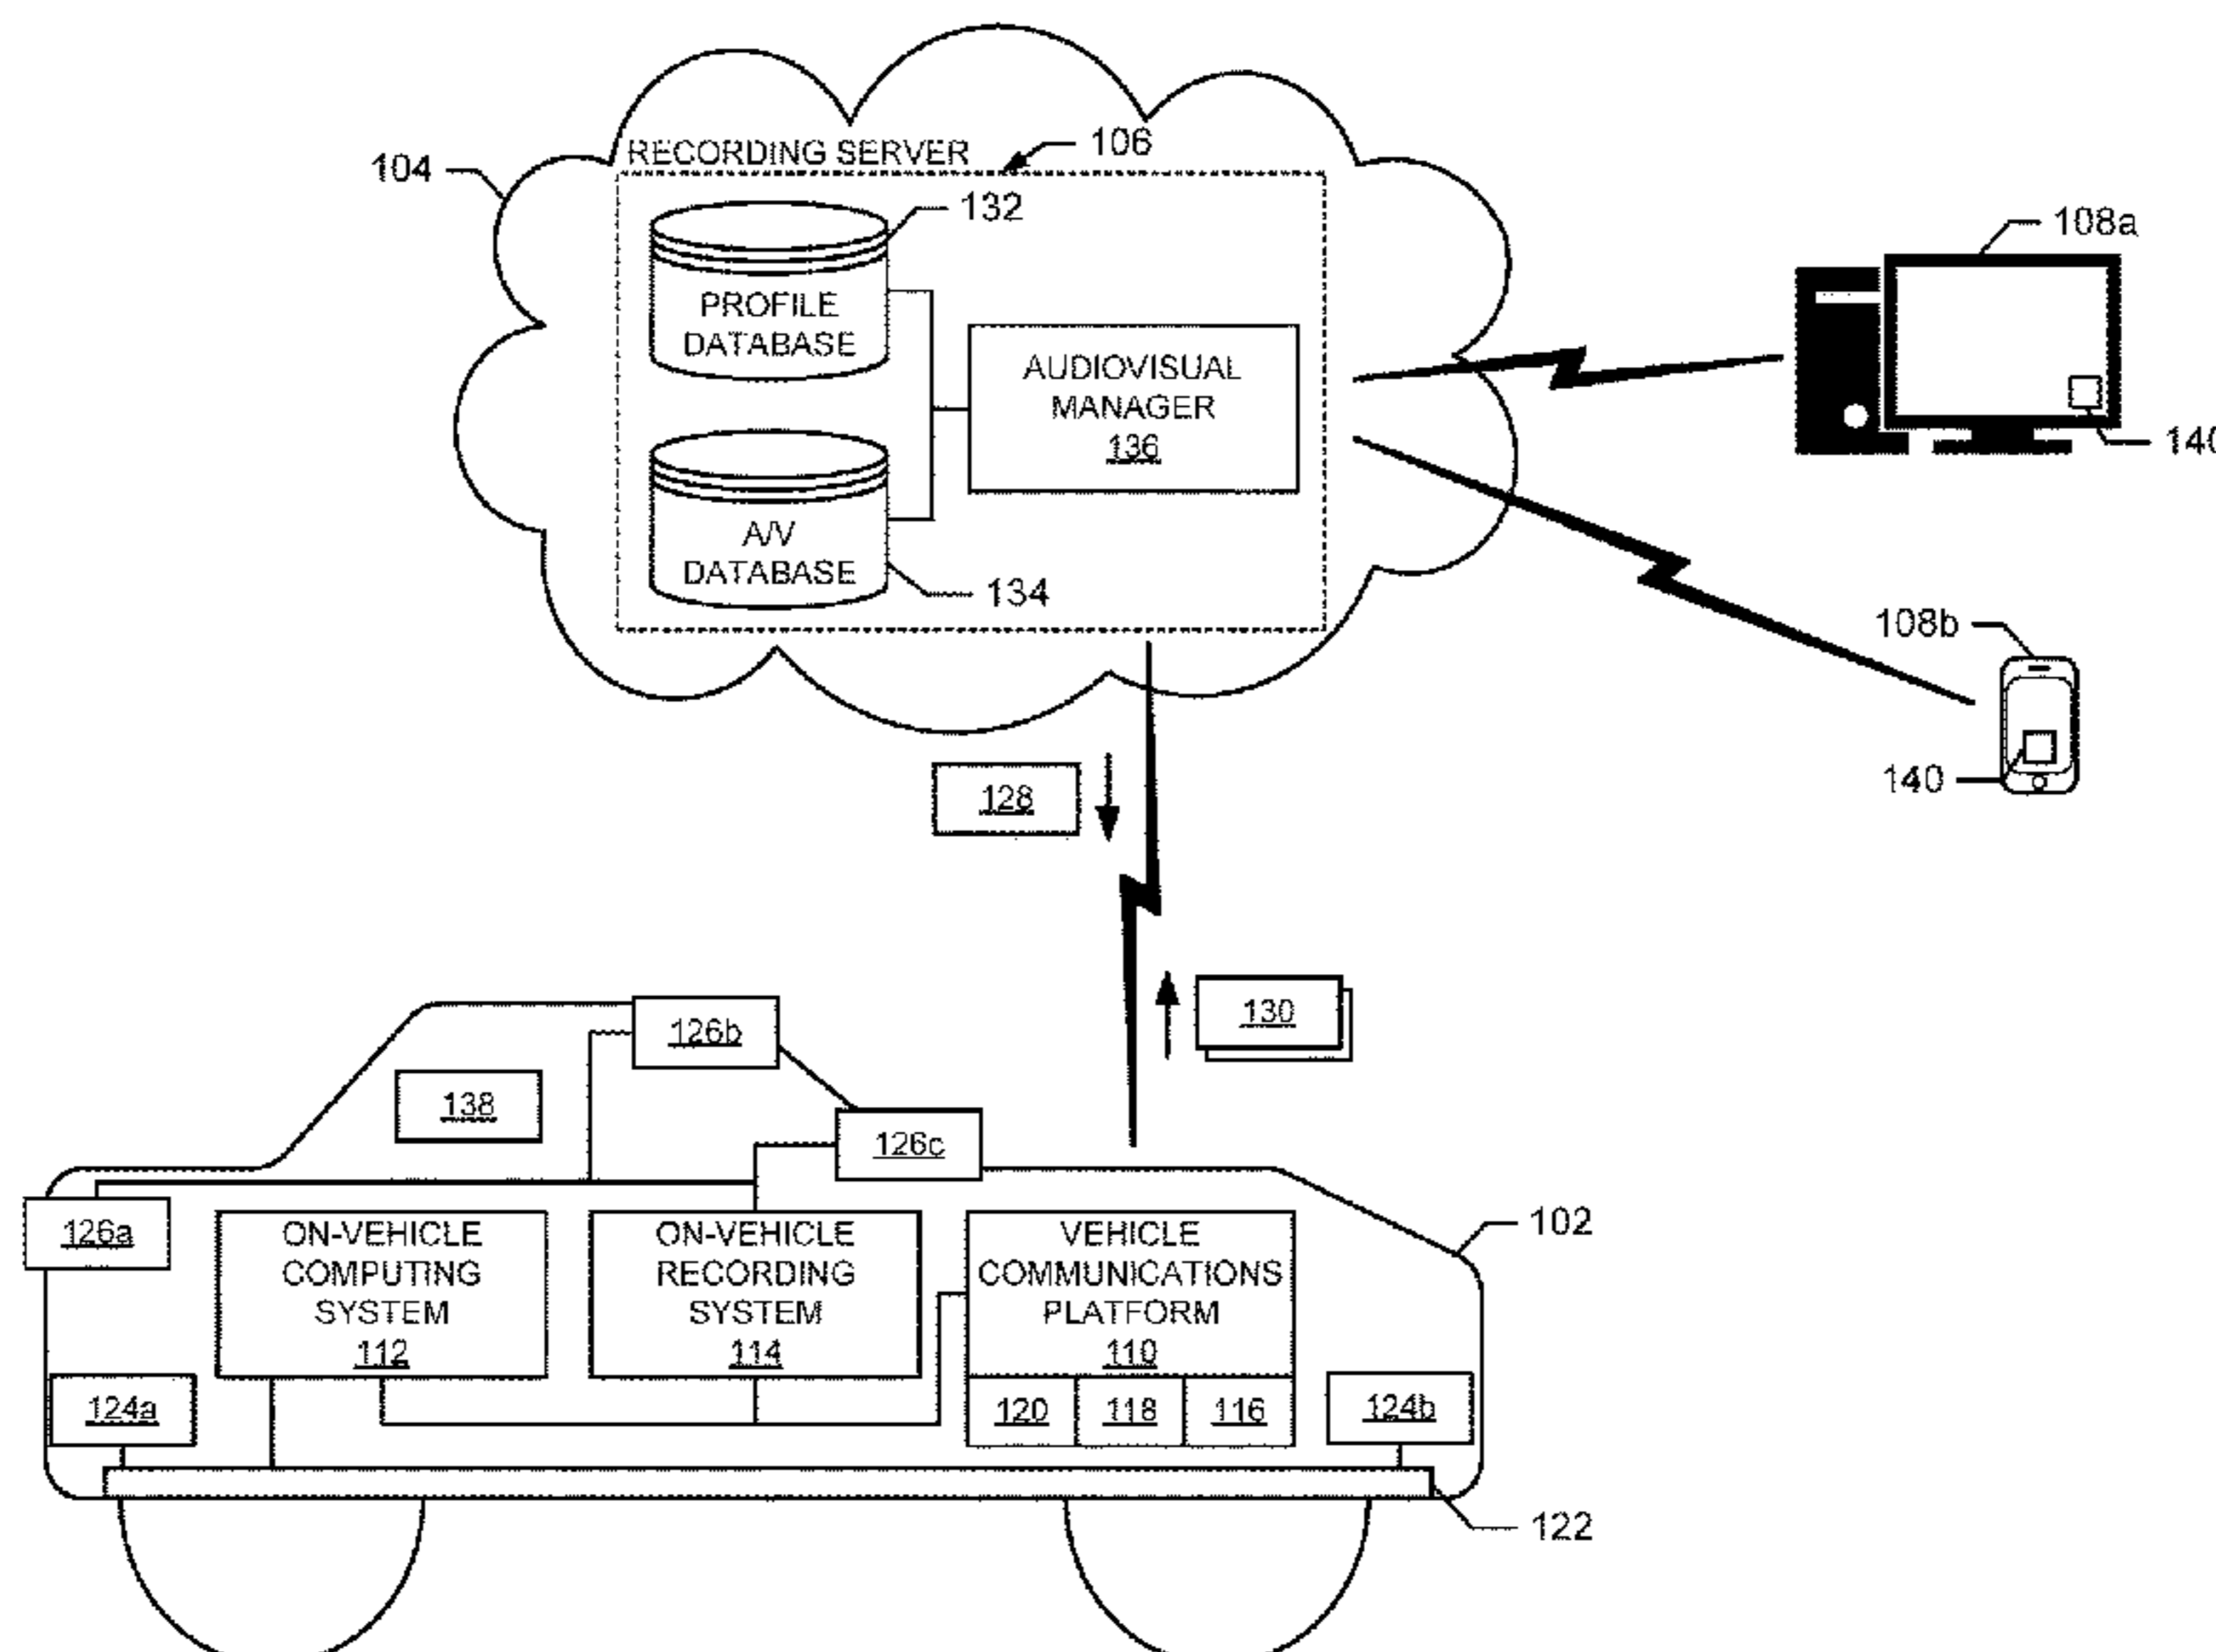 RECORDING SERVER
106
104
132
PROFILE
DATABASE
AUDIOVISUAL
MANAGER
136
A/V
DATABASE
134
108a
140
108b
140
128
130
126b
138
126c
126a
ON-VEHICLE
COMPUTING
SYSTEM
112
ON-VEHICLE
RECORDING
SYSTEM
114
VEHICLE
COMMUNICATIONS
PLATFORM
110
120
118
116
102
124a
124b
122